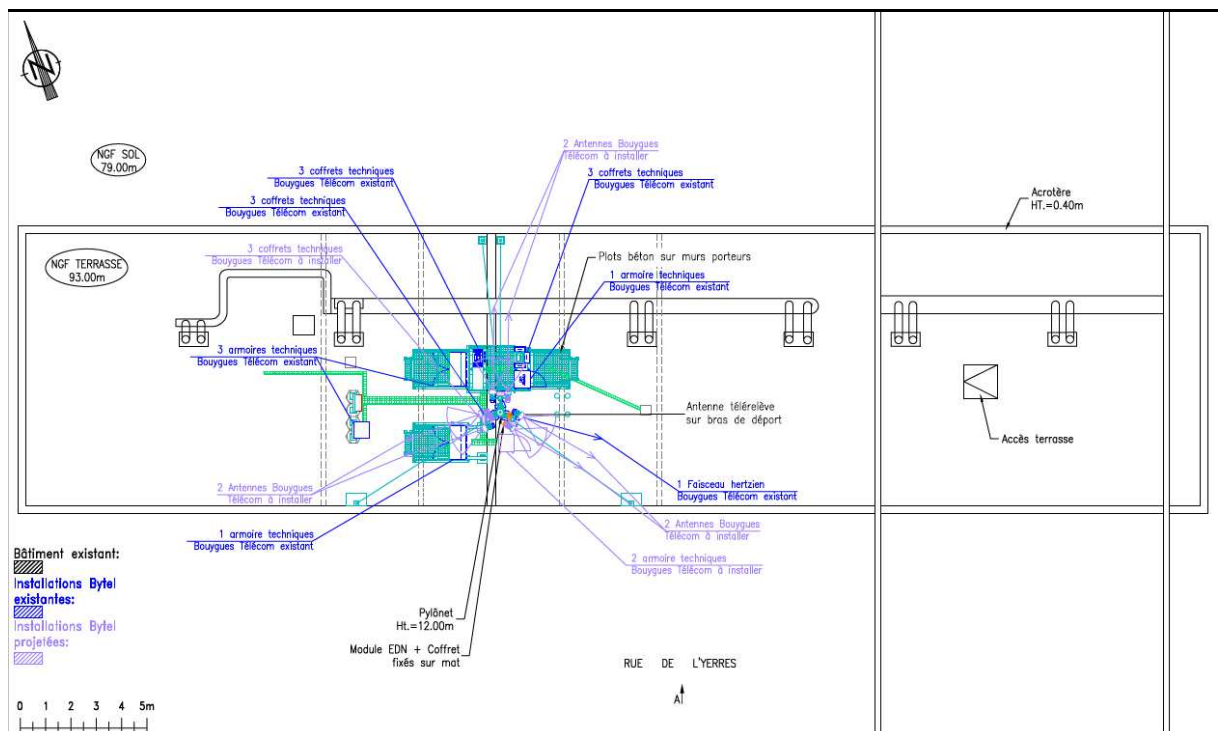 N
NGF SOL
79.00m
2 Antennes Bouygues
Télécom à installer
3 coffrets techniques
Bouygues Télécom existant
3 coffrets techniques
Bouygues Télécom existant
3 coffrets techniques
Bouygues Télécom existant
Acrotère
HT.=0.40m
3 coffrets techniques
Bouygues Télécom à installer
NGF TERRASSE
93.00m
Plots béton sur murs porteurs
1 armoire techniques
Bouygues Télécom existant
3 armoires techniques
Bouygues Télécom existant
Antenne télérelève
sur bras de déport
Accès terrasse
2 Antennes Bouygues
Télécom à installer
1 Faisceau hertzien
Bouygues Télécom existant
1 armoire techniques
Bouygues Télécom existant
2 Antennes Bouygues
Télécom à installer
2 armoire techniques
Bouygues Télécom à installer
Bâtiment existant:
Installations Bytel
existantes:
Installations Bytel
projetées:
Pylônet
Ht.=12.00m
Module EDN + Coffret
fixés sur mat
RUE DE L'YERRES
A
0 1 2 3 4 5m